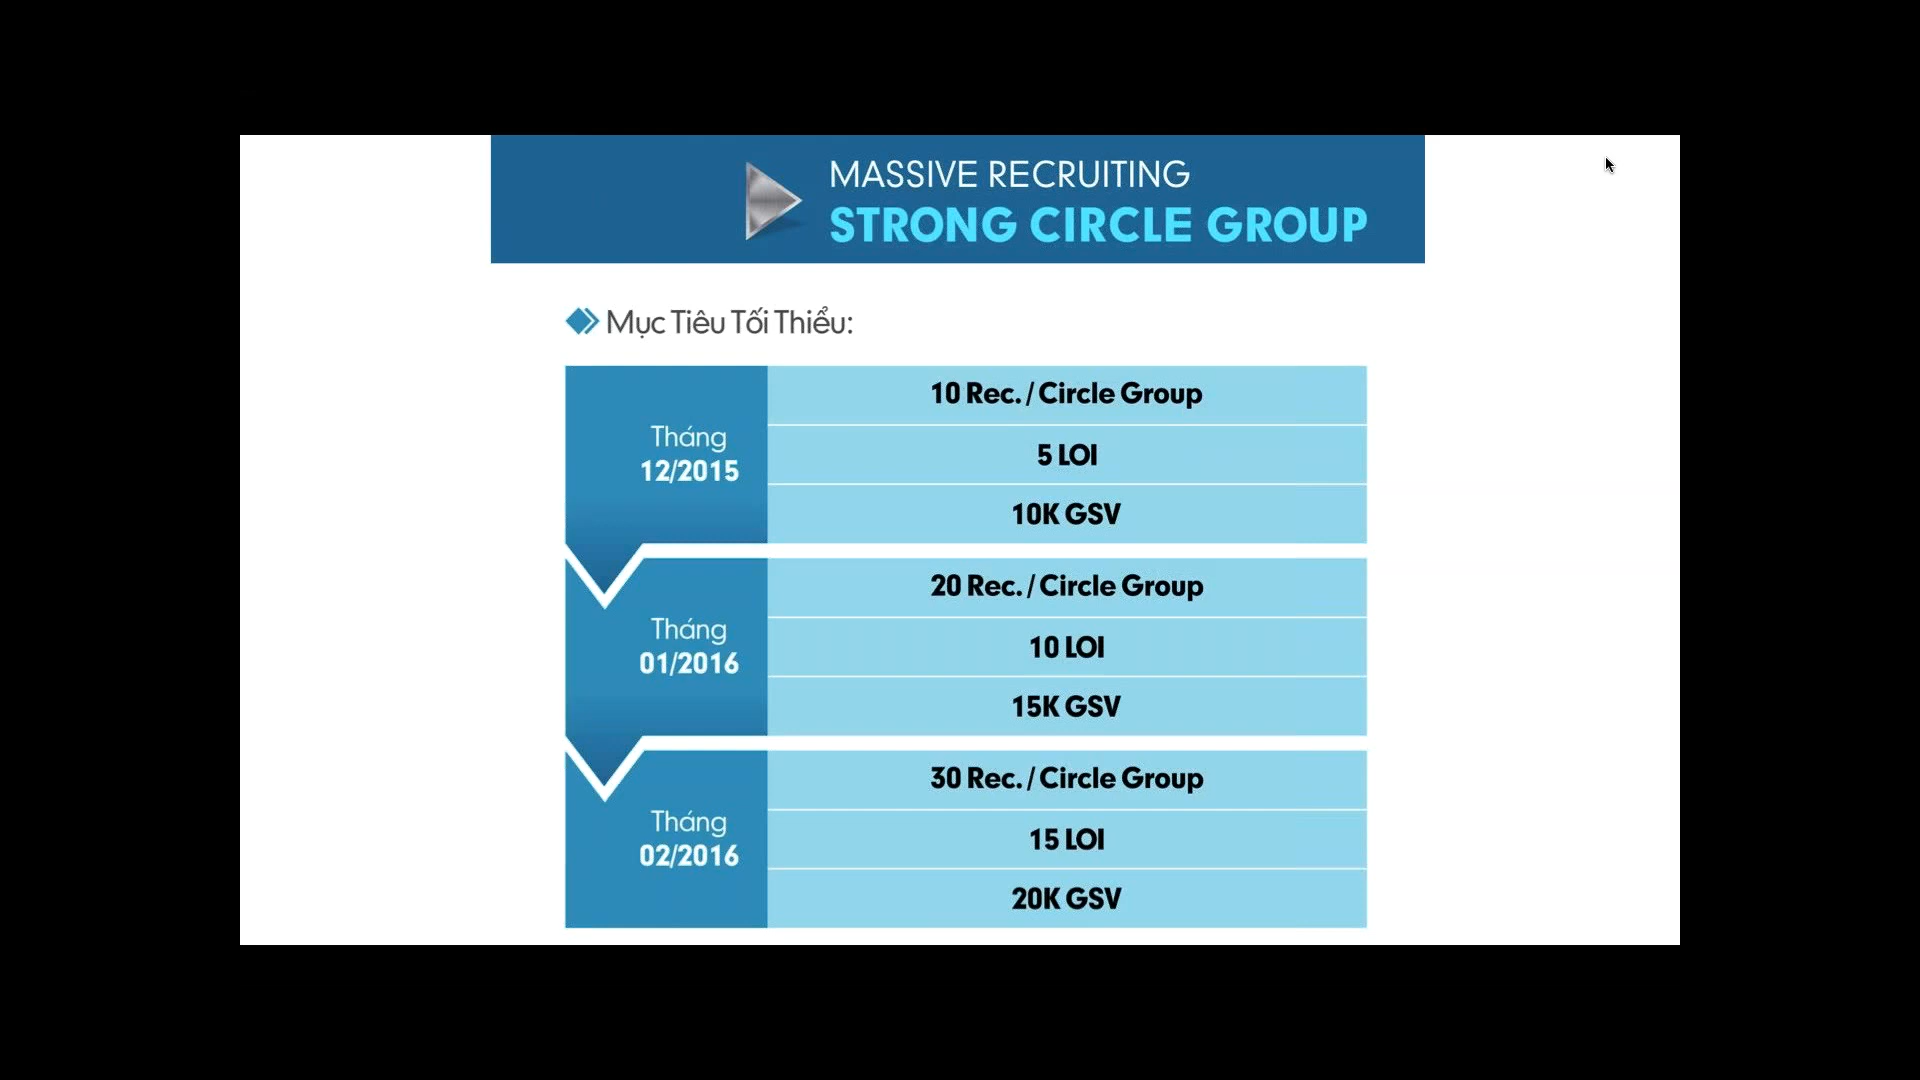 MASSIVE RECRUITING
STRONG CIRCLE GROUP
Mục Tiêu Tối Thiểu:
Tháng
12/2015
10 Rec. / Circle Group
5 LOI
10K GSV
Tháng
01/2016
20 Rec. / Circle Group
10 LOI
15K GSV
Tháng
02/2016
30 Rec. / Circle Group
15 LOI
20K GSV